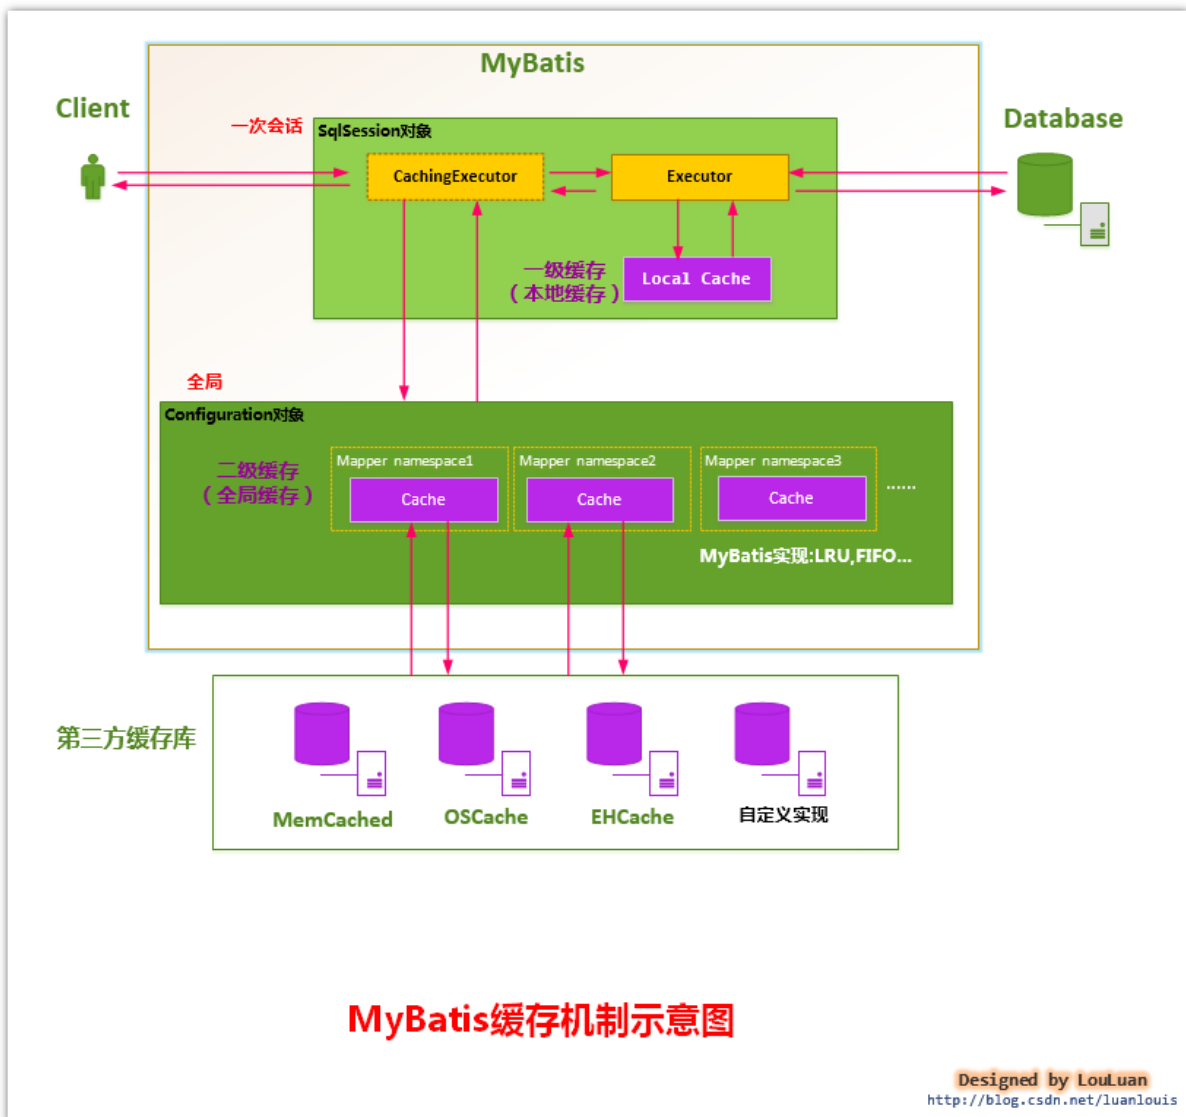 MyBatis
Client
Database
一次会话
SqlSession对象
CachingExecutor
Executor
一级缓存
（本地缓存）
Local Cache
全局
Configuration对象
二级缓存
（全局缓存）
Mapper namespace1
Cache
Mapper namespace2
Cache
Mapper namespace3
Cache
......
MyBatis实现:LRU,FIFO...
第三方缓存库
MemCached
OSCache
EHCache
自定义实现
MyBatis缓存机制示意图
Designed by LouLuan
http://blog.csdn.net/luanlouis